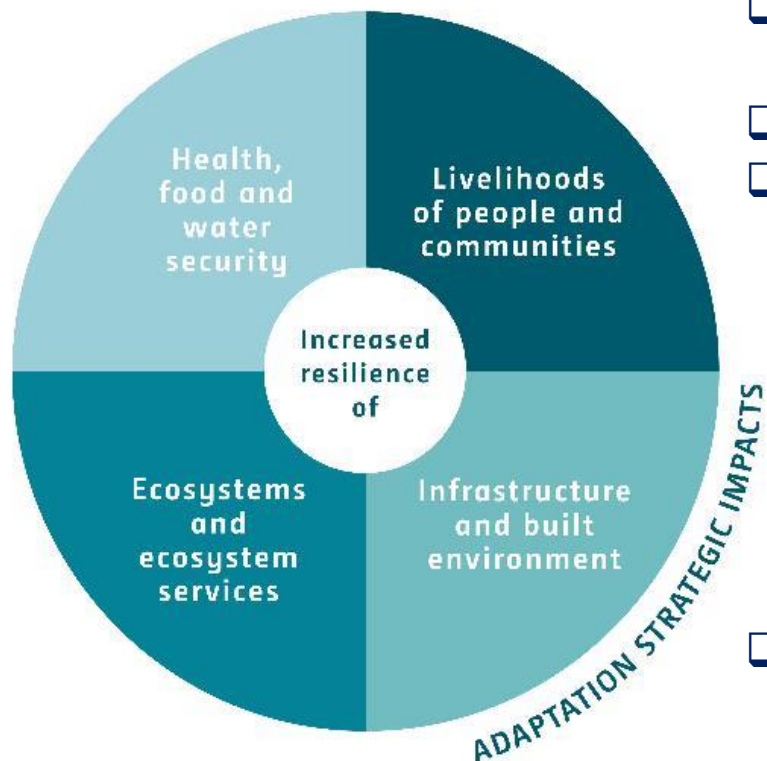 Health,
food and
water
security
Livelihoods
of people and
communities
Increased
resilience
of
Ecosystems
and
ecosystem
services
Infrastructure
and built
environment
ADAPTATION STRATEGIC IMPACTS